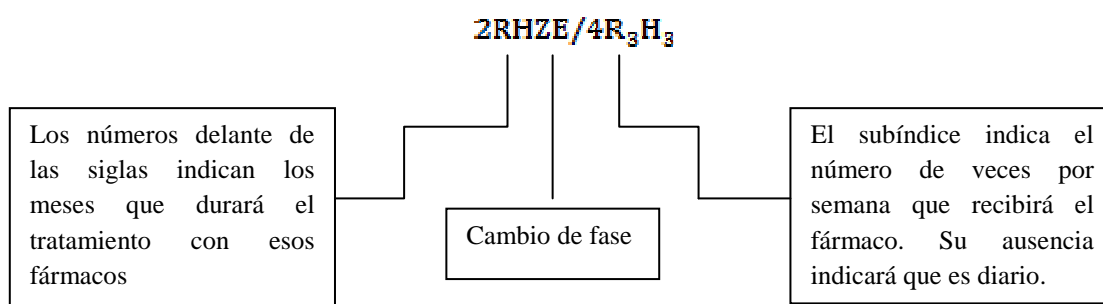 2RHZE/4R₃H₃
Los números delante de
las siglas indican los
meses que durará el
tratamiento con esos
fármacos
Cambio de fase
El subíndice indica el
número de veces por
semana que recibirá el
fármaco. Su ausencia
indicará que es diario.